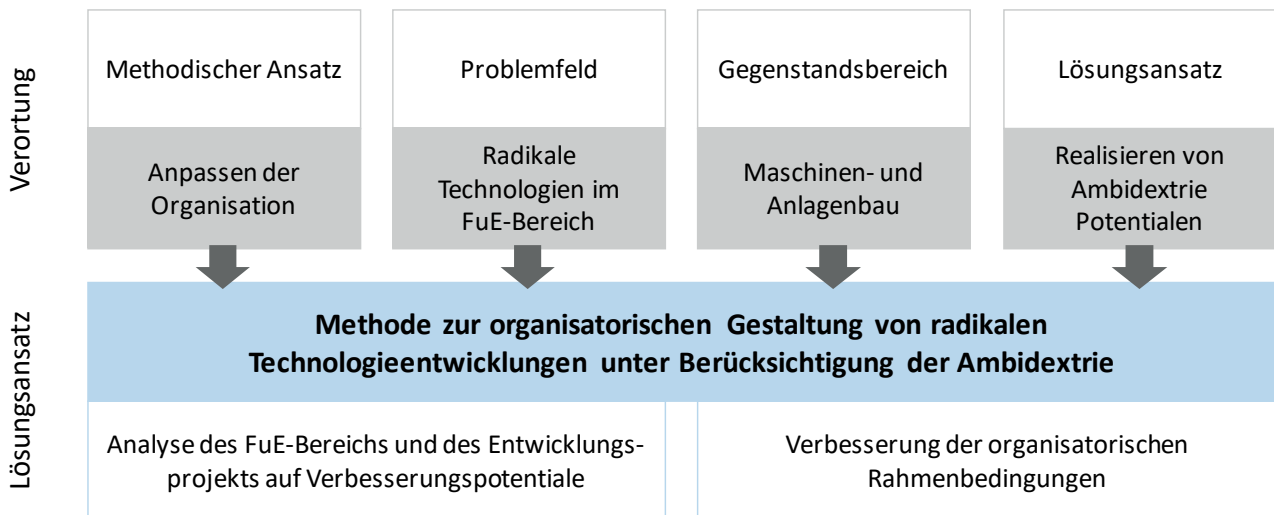 Verortung
Methodischer Ansatz
Problemfeld
Gegenstandsbereich
Lösungsansatz
Anpassen der
Organisation
Radikale
Technologien im
FuE-Bereich
Maschinen- und
Anlagenbau
Realisieren von
Ambidextrie
Potentialen
Lösungsansatz
Methode zur organisatorischen Gestaltung von radikalen
Technologieentwicklungen unter Berücksichtigung der Ambidextrie
Analyse des FuE-Bereichs und des Entwicklungs-
projekts auf Verbesserungspotentiale
Verbesserung der organisatorischen
Rahmenbedingungen